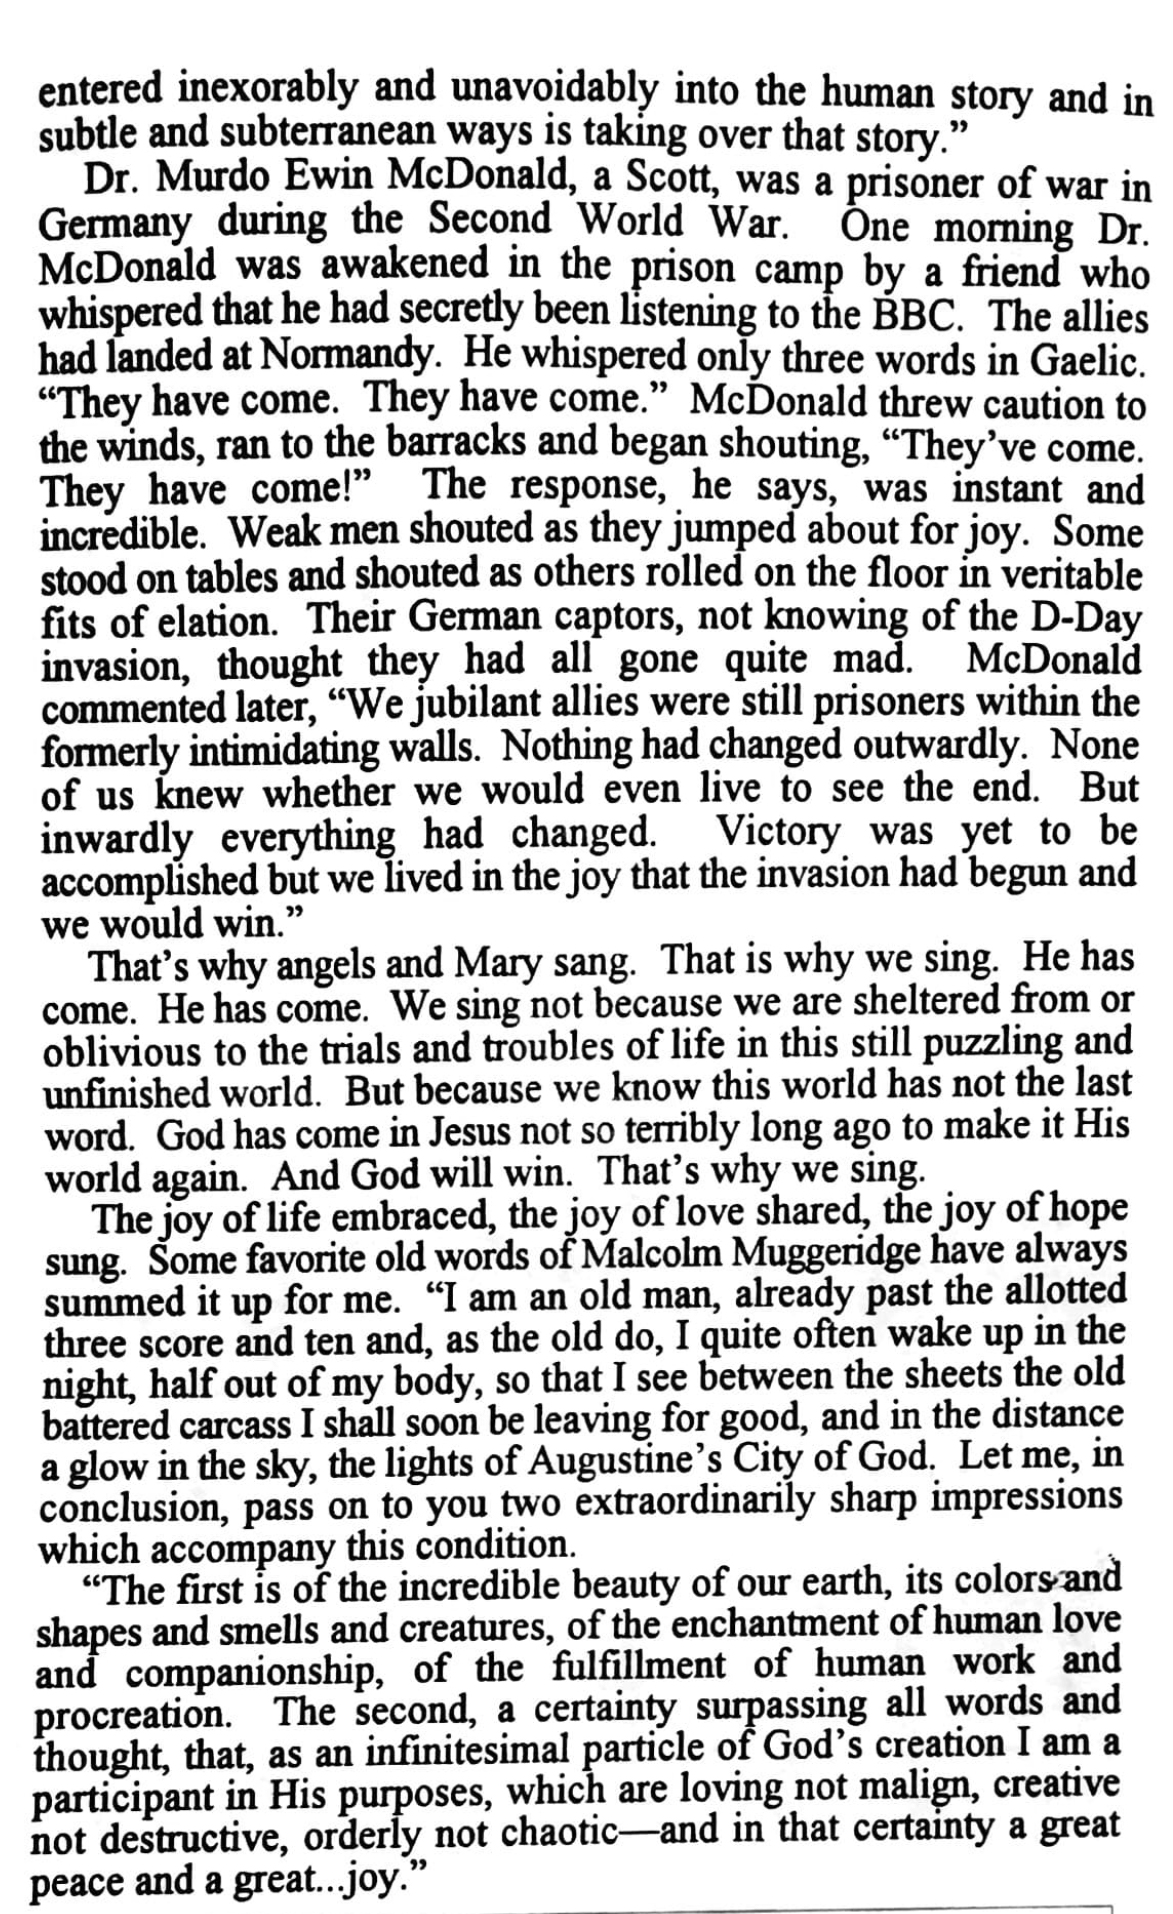 entered inexorably and unavoidably into the human story and in
subtle and subterranean ways is taking over that story.”
Dr. Murdo Ewin McDonald, a Scott, was a prisoner of war in
Germany during the Second World War. One morning Dr.
McDonald was awakened in the prison camp by a friend who
whispered that he had secretly been listening to the BBC. The allies
had landed at Normandy. He whispered only three words in Gaelic.
“They have come. They have come.” McDonald threw caution to
the winds, ran to the barracks and began shouting, “They’ve come.
They have come!” The response, he says, was instant and
incredible. Weak men shouted as they jumped about for joy. Some
stood on tables and shouted as others rolled on the floor in veritable
fits of elation. Their German captors, not knowing of the D-Day
invasion, thought they had all gone quite mad. McDonald
commented later, “We jubilant allies were still prisoners within the
formerly intimidating walls. Nothing had changed outwardly. None
of us knew whether we would even live to see the end. But
inwardly everything had changed. Victory was yet to be
accomplished but we lived in the joy that the invasion had begun and
we would win.”
That’s why angels and Mary sang. That is why we sing. He has
come. He has come. We sing not because we are sheltered from or
oblivious to the trials and troubles of life in this still puzzling and
unfinished world. But because we know this world has not the last
word. God has come in Jesus not so terribly long ago to make it His
world again. And God will win. That’s why we sing.
The joy of life embraced, the joy of love shared, the joy of hope
sung. Some favorite old words of Malcolm Muggeridge have always
summed it up for me. “I am an old man, already past the allotted
three score and ten and, as the old do, I quite often wake up in the
night, half out of my body, so that I see between the sheets the old
battered carcass I shall soon be leaving for good, and in the distance
a glow in the sky, the lights of Augustine’s City of God. Let me, in
conclusion, pass on to you two extraordinarily sharp impressions
which accompany this condition.
“The first is of the incredible beauty of our earth, its colors and
shapes and smells and creatures, of the enchantment of human love
and companionship, of the fulfillment of human work and
procreation. The second, a certainty surpassing all words and
thought, that, as an infinitesimal particle of God’s creation I am a
participant in His purposes, which are loving not malign, creative
not destructive, orderly not chaotic—and in that certainty a great
peace and a great...joy.”